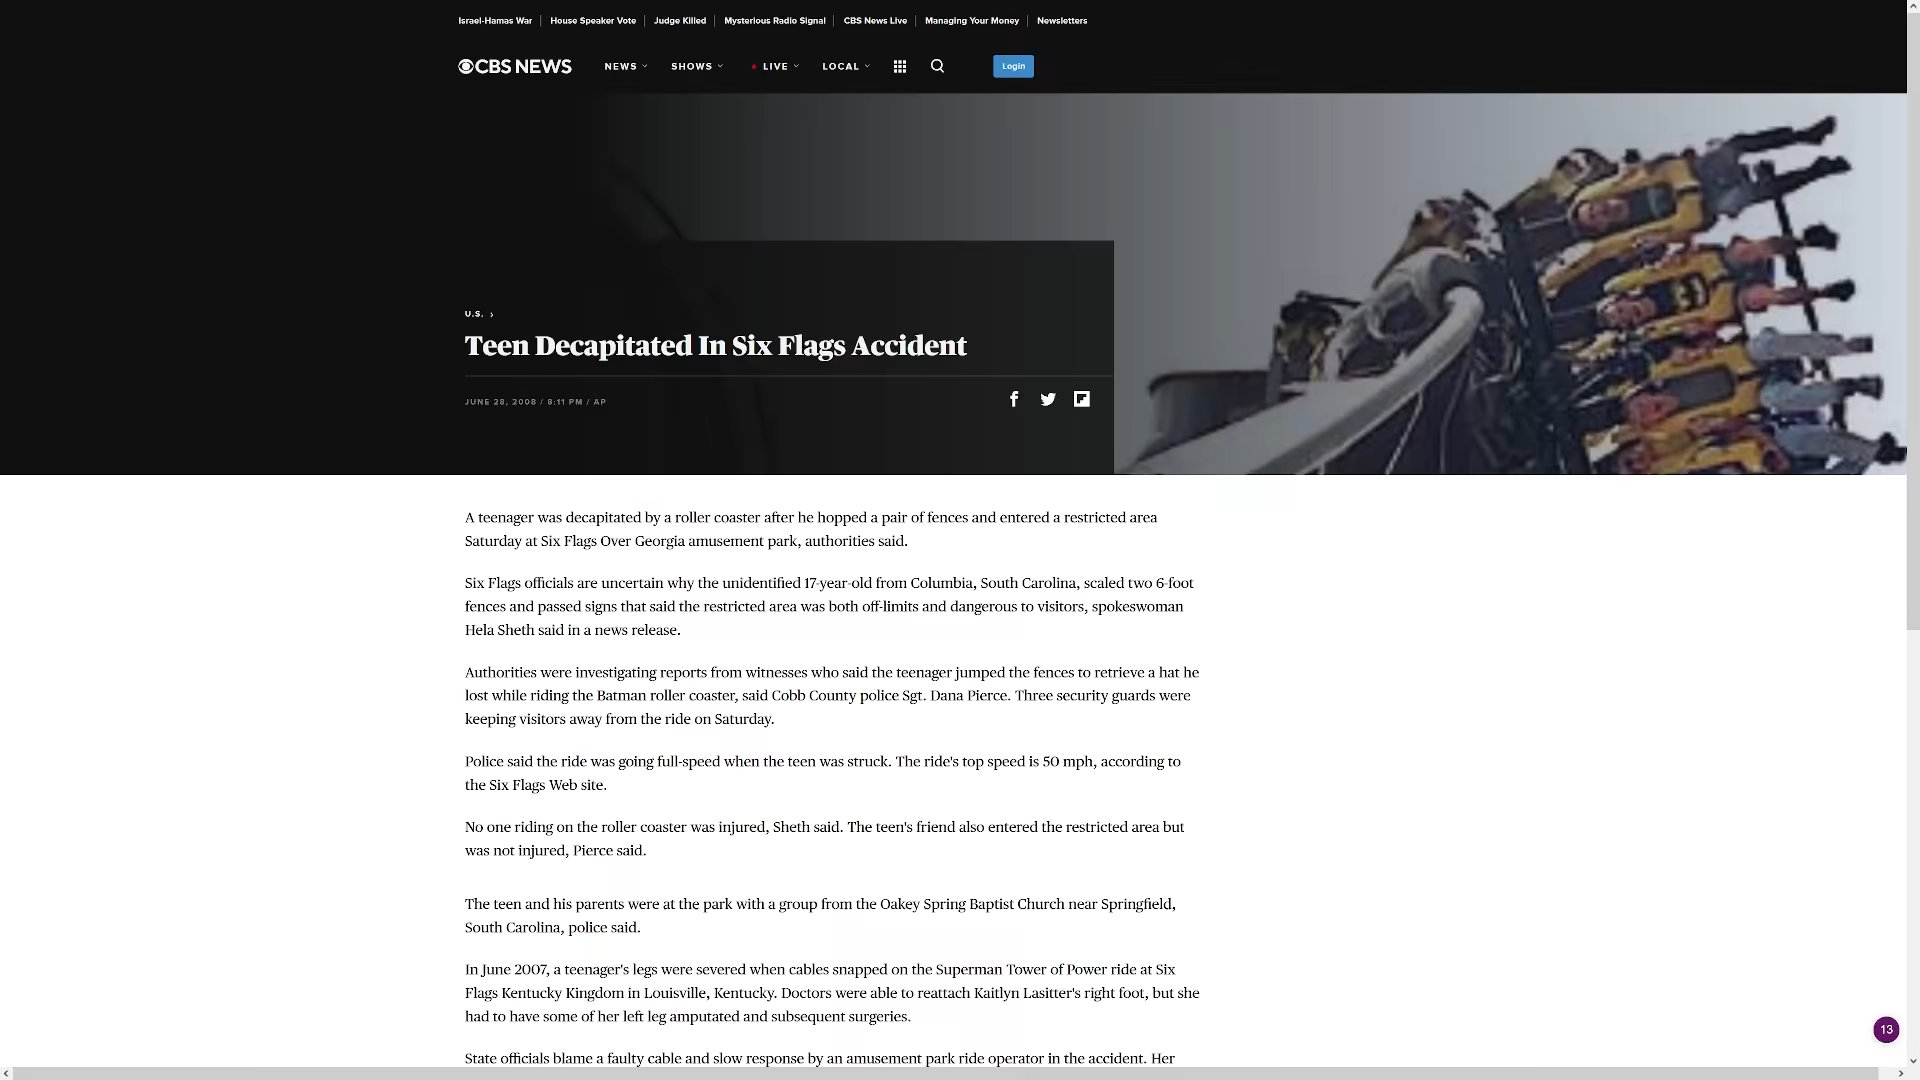 Israel-Hamas War
House Speaker Vote
Judge Killed
Mysterious Radio Signal
CBS News Live
Managing Your Money
Newsletters
CBS NEWS
NEWS
SHOWS
LIVE
LOCAL
Login
U.S. ›
Teen Decapitated In Six Flags Accident
JUNE 28, 2008 / 8:11 PM / AP
A teenager was decapitated by a roller coaster after he hopped a pair of fences and entered a restricted area
Saturday at Six Flags Over Georgia amusement park, authorities said.
Six Flags officials are uncertain why the unidentified 17-year-old from Columbia, South Carolina, scaled two 6-foot
fences and passed signs that said the restricted area was both off-limits and dangerous to visitors, spokeswoman
Hela Sheth said in a news release.
Authorities were investigating reports from witnesses who said the teenager jumped the fences to retrieve a hat he
lost while riding the Batman roller coaster, said Cobb County police Sgt. Dana Pierce. Three security guards were
keeping visitors away from the ride on Saturday.
Police said the ride was going full-speed when the teen was struck. The ride's top speed is 50 mph, according to
the Six Flags Web site.
No one riding on the roller coaster was injured, Sheth said. The teen's friend also entered the restricted area but
was not injured, Pierce said.
The teen and his parents were at the park with a group from the Oakey Spring Baptist Church near Springfield,
South Carolina, police said.
In June 2007, a teenager's legs were severed when cables snapped on the Superman Tower of Power ride at Six
Flags Kentucky Kingdom in Louisville, Kentucky. Doctors were able to reattach Kaitlyn Lasitter's right foot, but she
had to have some of her left leg amputated and subsequent surgeries.
State officials blame a faulty cable and slow response by an amusement park ride operator in the accident. Her
13